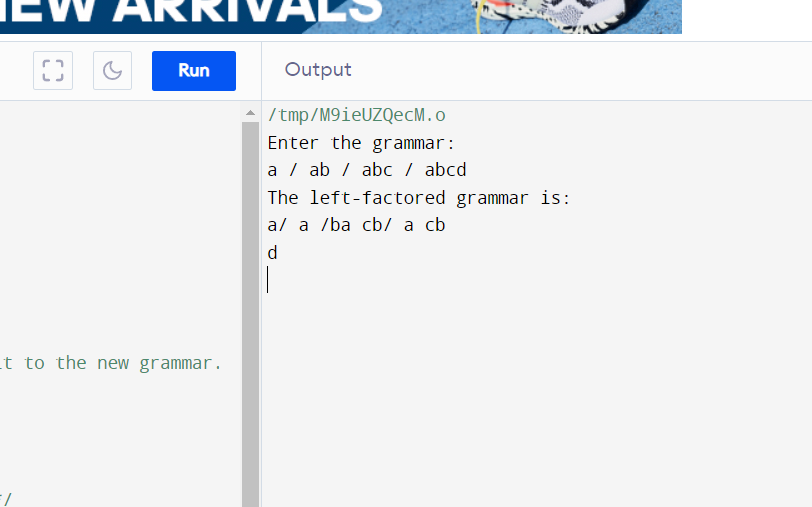 NEW ARRIVALS
Run
Output
/tmp/M9ieUZQecM.o
Enter the grammar:
a / ab / abc / abcd
The left-factored grammar is:
a/ a /ba cb/ a cb
d
to the new grammar.
/